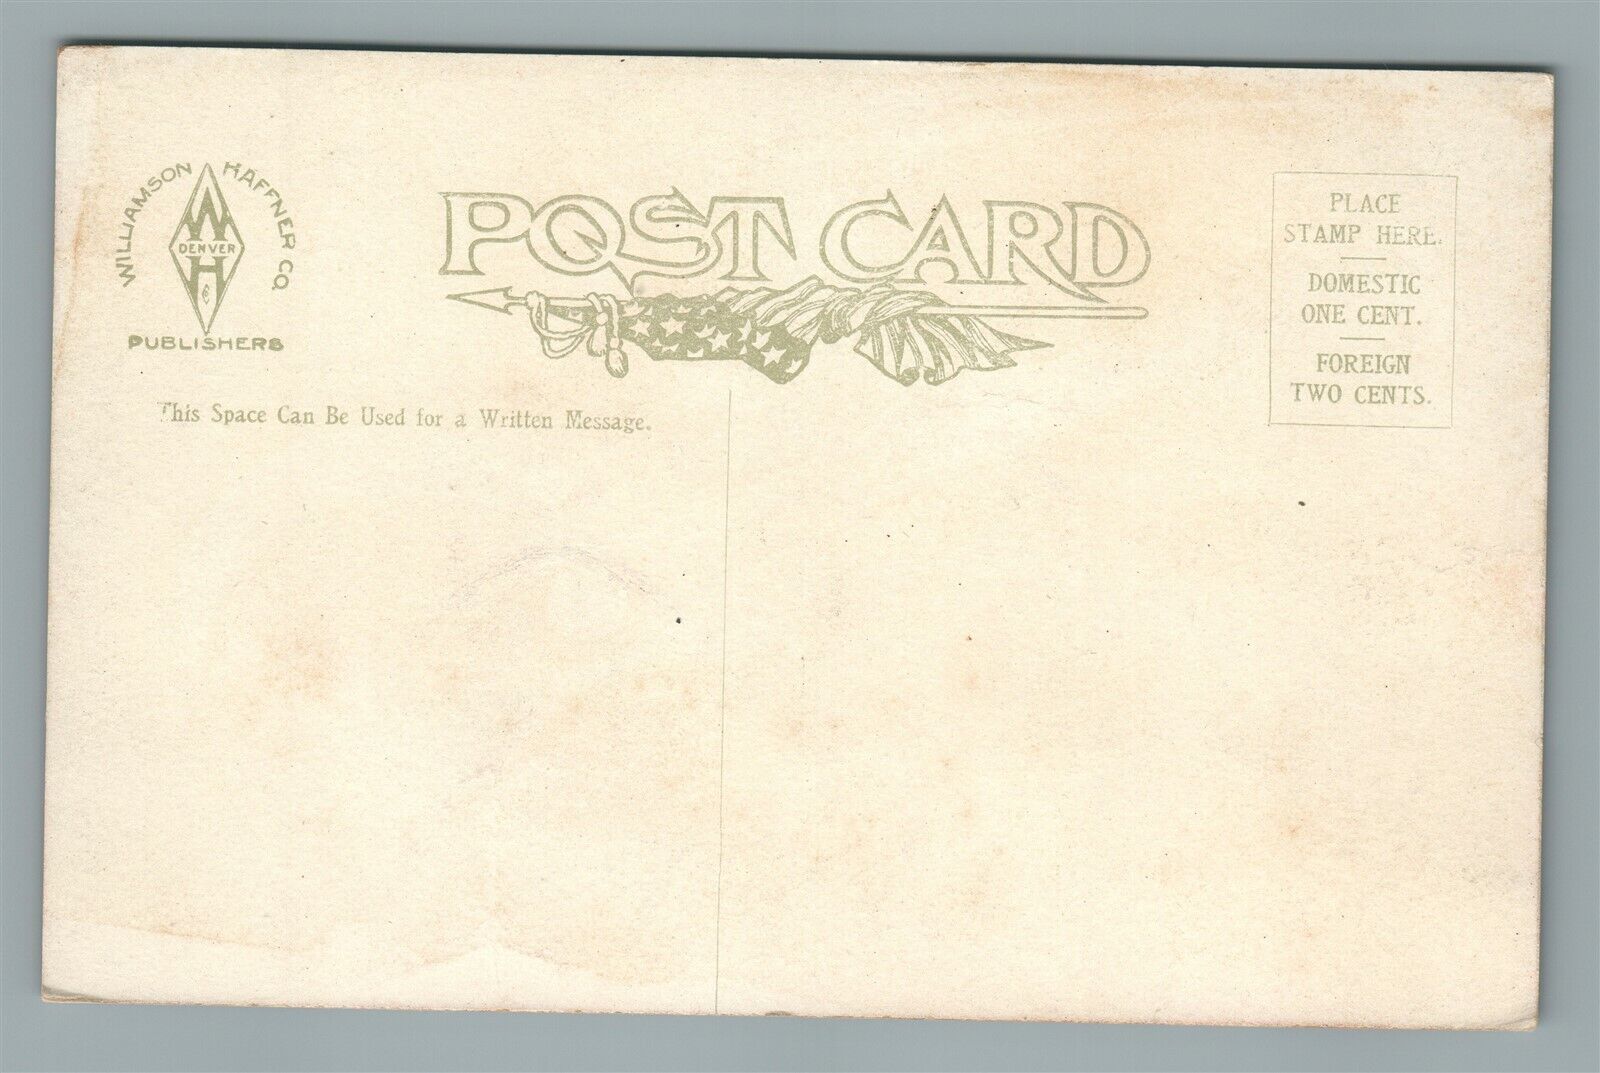 WILLIAMSON HAFFNER CO.
W
DENVER
H
Co
PUBLISHERS
POST CARD
PLACE
STAMP HERE.
DOMESTIC
ONE CENT.
FOREIGN
TWO CENTS.
This Space Can Be Used for a Written Message.